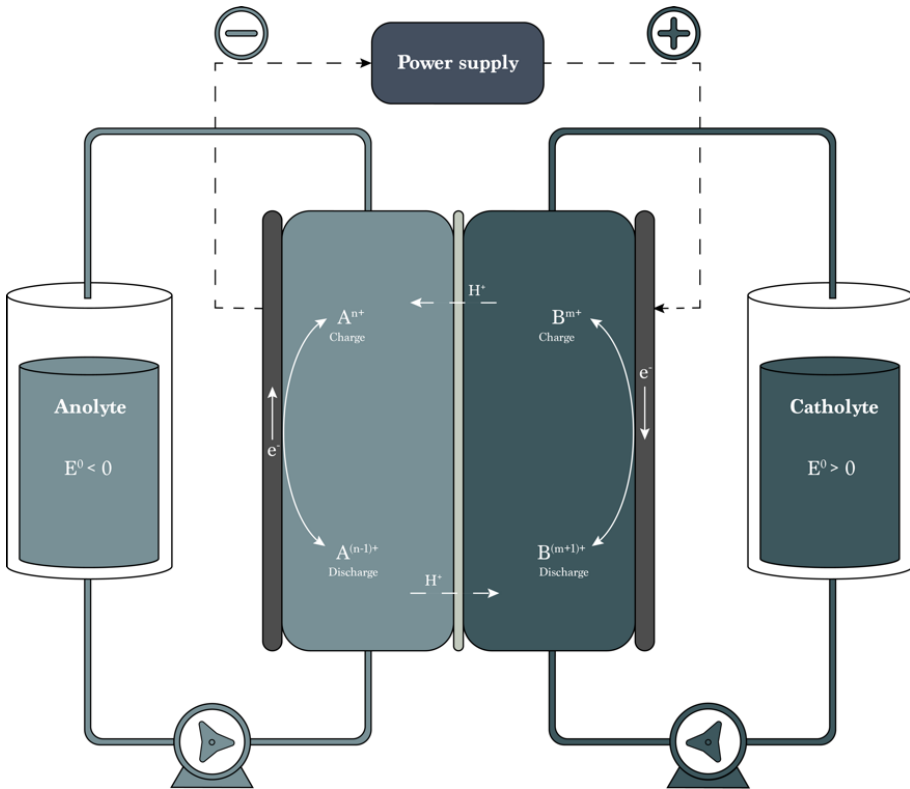 Power supply
H⁺
Aⁿ⁺
Charge
Bᵐ⁺
Charge
e⁻
Anolyte
E⁰ < 0
e⁻
Catholyte
E⁰ > 0
A⁽ⁿ⁻¹⁾⁺
Discharge
B⁽ᵐ⁺¹⁾⁺
Discharge
H⁺